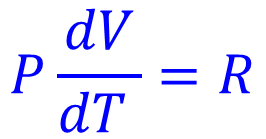 P dV/dT = R